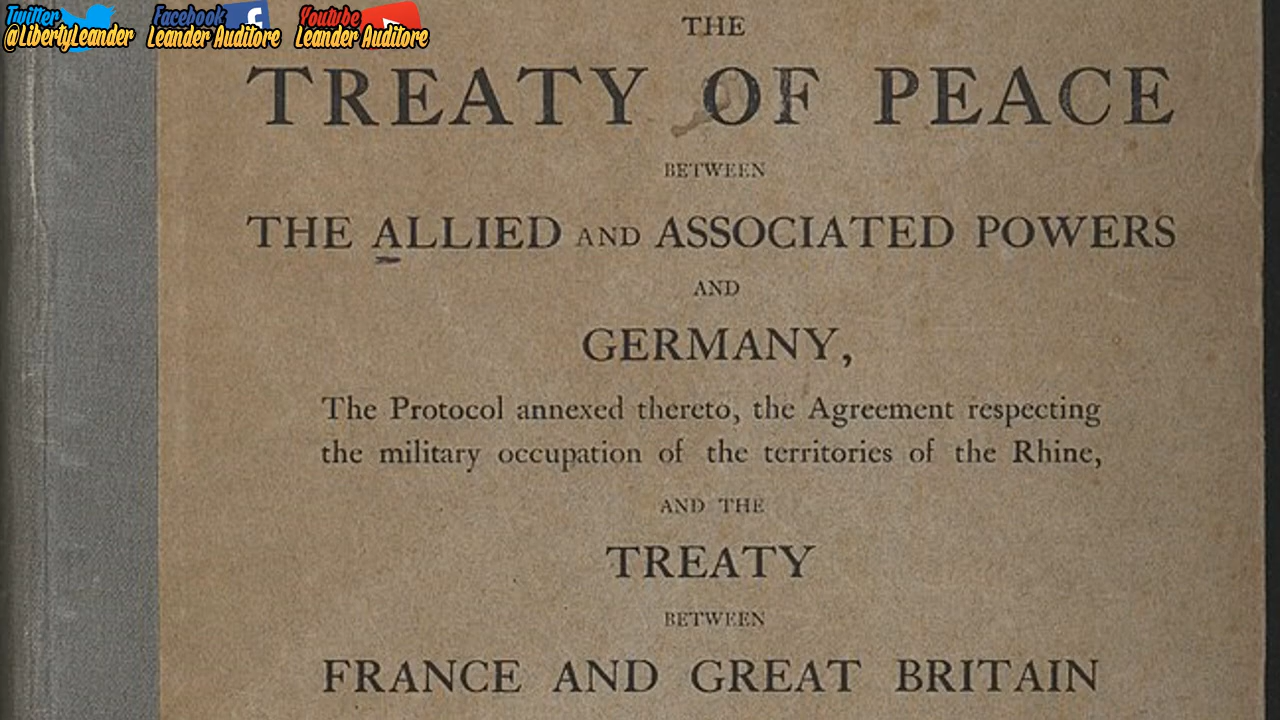 Twitter Facebook Youtube
@LibertyLeander Leander Auditore Leander Auditore
THE
TREATY OF PEACE
BETWEEN
THE ALLIED AND ASSOCIATED POWERS
AND
GERMANY,
The Protocol annexed thereto, the Agreement respecting
the military occupation of the territories of the Rhine,
AND THE
TREATY
BETWEEN
FRANCE AND GREAT BRITAIN